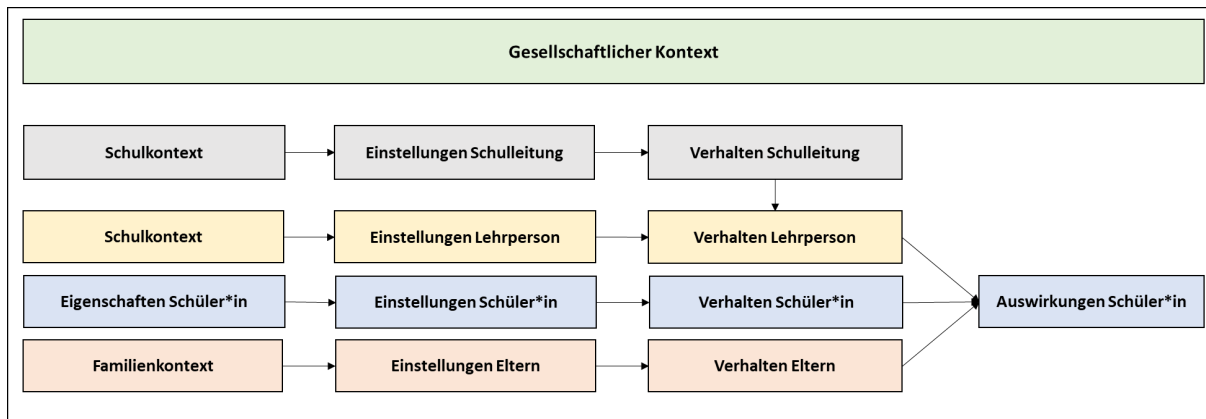 Gesellschaftlicher Kontext
Schulkontext
Einstellungen Schulleitung
Verhalten Schulleitung
Schulkontext
Einstellungen Lehrperson
Verhalten Lehrperson
Eigenschaften Schüler*in
Einstellungen Schüler*in
Verhalten Schüler*in
Auswirkungen Schüler*in
Familienkontext
Einstellungen Eltern
Verhalten Eltern